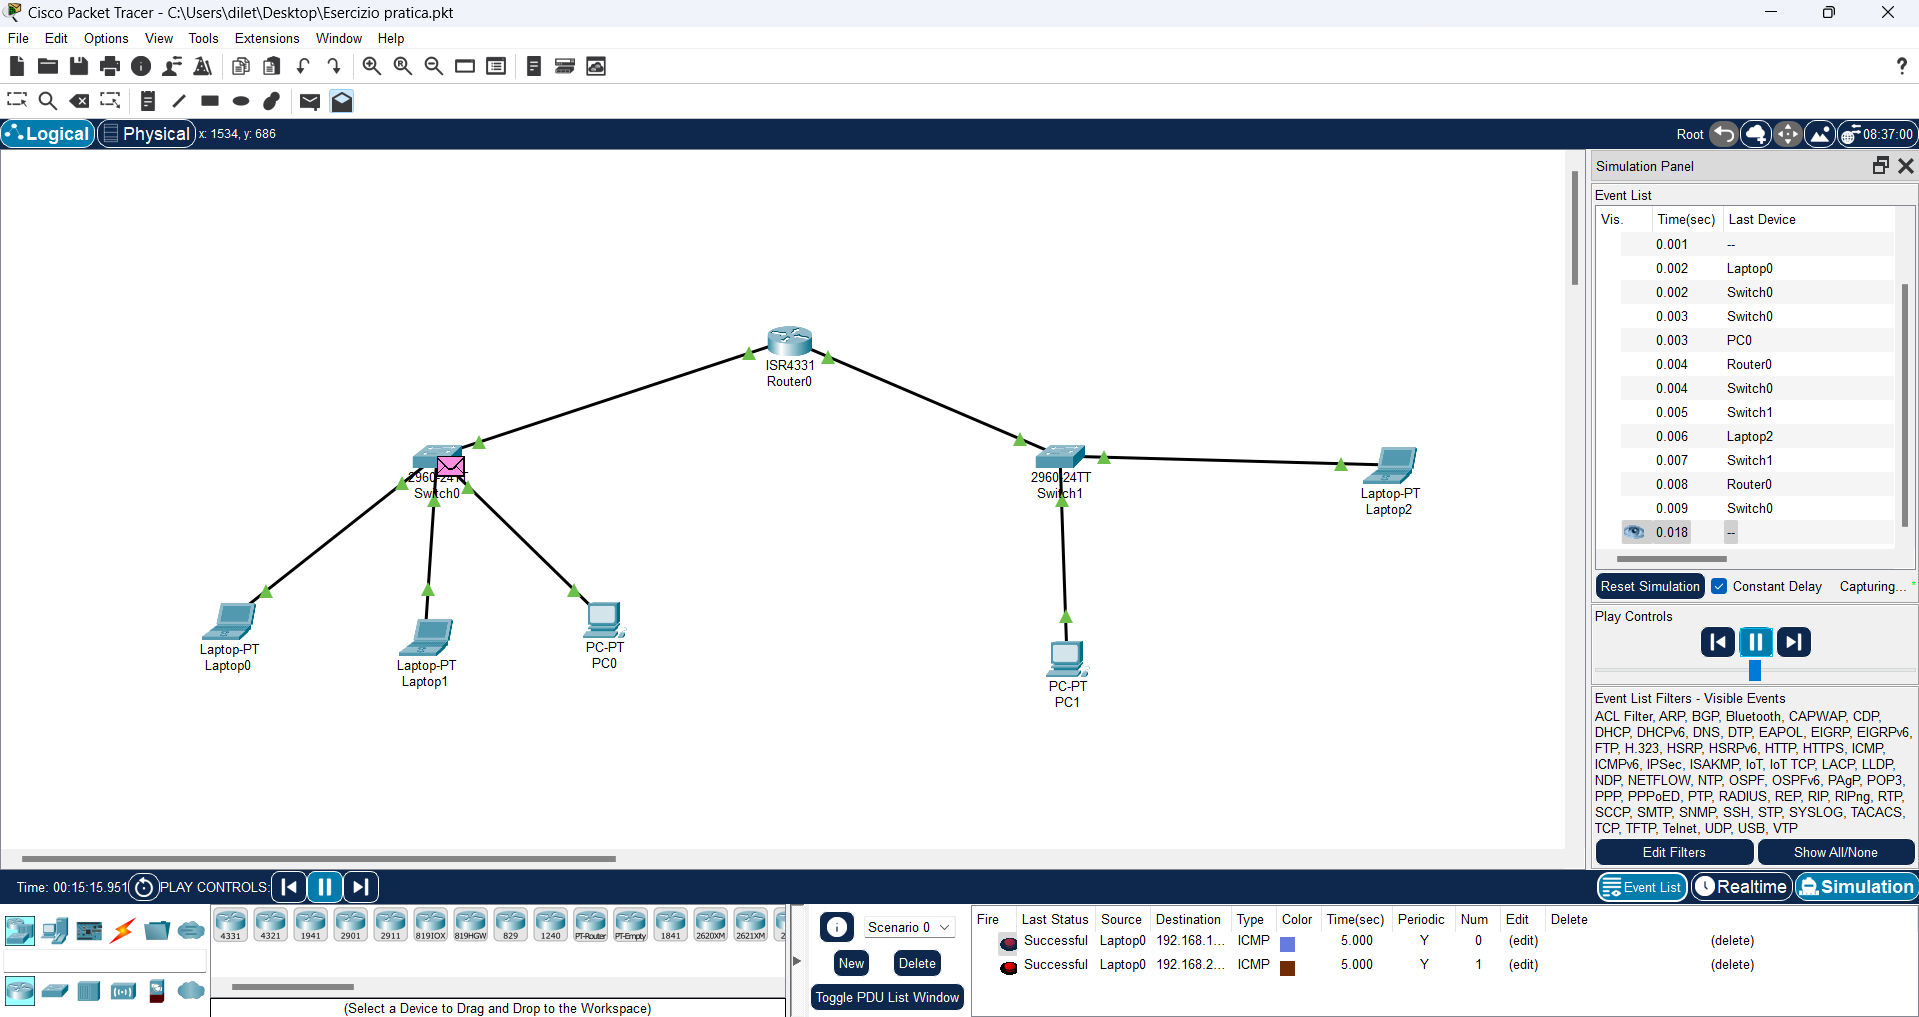 Cisco Packet Tracer - C:\Users\dilet\Desktop\Esercizio pratica.pkt
File Edit Options View Tools Extensions Window Help
?
Logical Physical x: 1534, y: 686 Root 08:37:00
Simulation Panel
Event List
Vis. Time(sec) Last Device
0.001 --
0.002 Laptop0
0.002 Switch0
0.003 Switch0
0.003 PC0
0.004 Router0
0.004 Switch0
0.005 Switch1
0.006 Laptop2
0.007 Switch1
0.008 Router0
0.009 Switch0
0.018 --
Reset Simulation Constant Delay Capturing...
Play Controls
Event List Filters - Visible Events
ACL Filter, ARP, BGP, Bluetooth, CAPWAP, CDP,
DHCP, DHCPv6, DNS, DTP, EAPOL, EIGRP, EIGRPv6,
FTP, H.323, HSRP, HSRPv6, HTTP, HTTPS, ICMP,
ICMPv6, IPSec, ISAKMP, IoT, IoT TCP, LACP, LLDP,
NDP, NETFLOW, NTP, OSPF, OSPFv6, PAgP, POP3,
PPP, PPPoED, PTP, RADIUS, REP, RIP, RIPng, RTP,
SCCP, SMTP, SNMP, SSH, STP, SYSLOG, TACACS,
TCP, TFTP, Telnet, UDP, USB, VTP
Edit Filters Show All/None
ISR4331
Router0
2960-24TT
Switch0
2960-24TT
Switch1
Laptop-PT
Laptop2
Laptop-PT
Laptop0
Laptop-PT
Laptop1
PC-PT
PC0
PC-PT
PC1
Time: 00:15:15.951 PLAY CONTROLS: Event List Realtime Simulation
4331 4321 1941 2901 2911 819IOX 819HGW 829 1240 PT-Router PT-Empty 1841 2620XM 2621XM 2
(Select a Device to Drag and Drop to the Workspace)
Scenario 0
New Delete
Toggle PDU List Window
Fire Last Status Source Destination Type Color Time(sec) Periodic Num Edit Delete
Successful Laptop0 192.168.1... ICMP 5.000 Y 0 (edit) (delete)
Successful Laptop0 192.168.2... ICMP 5.000 Y 1 (edit) (delete)